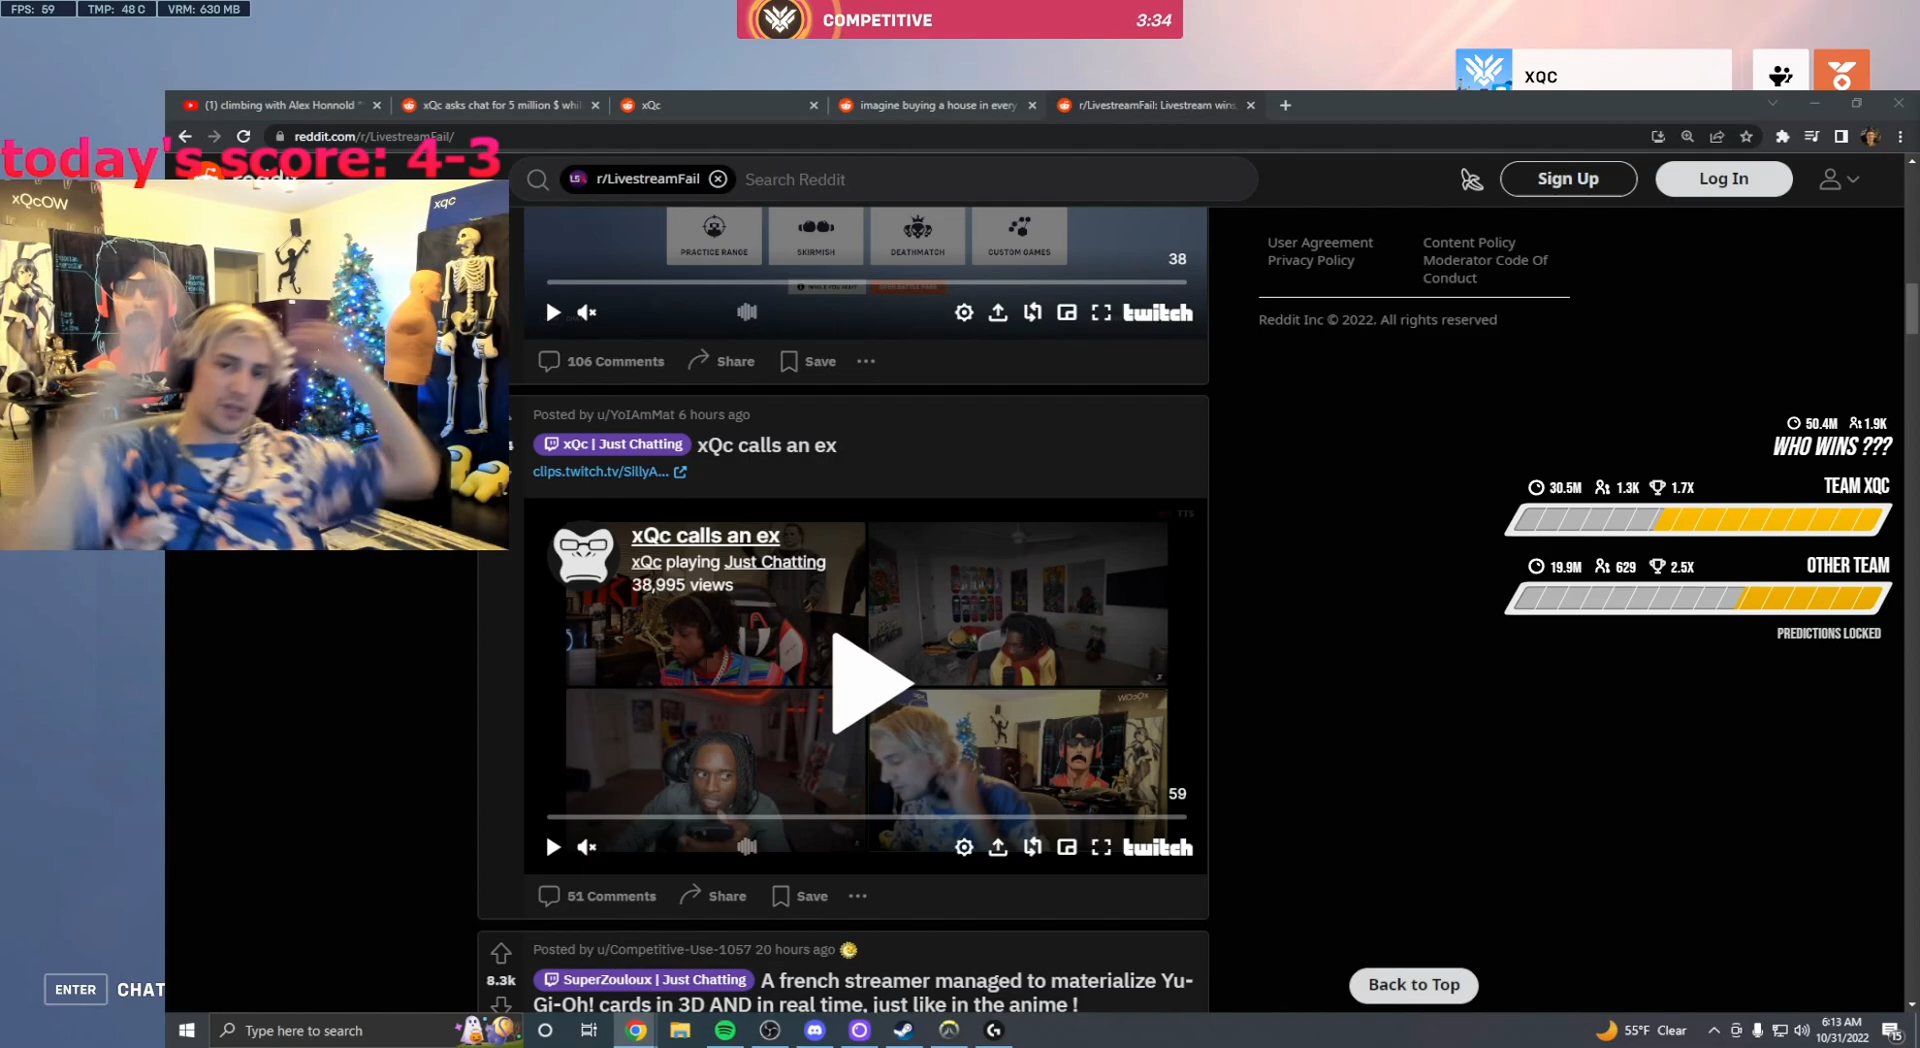 FPS: 59 TMP: 48 C VRM: 630 MB
COMPETITIVE 3:34
XQC
(1) climbing with Alex Honnold
xQc asks chat for 5 million $ whil
xQc
imagine buying a house in every
r/LivestreamFail: Livestream wins,
reddit.com/r/LivestreamFail/
today's score: 4-3
r/LivestreamFail
Search Reddit
Sign Up
Log In
xQcOW
xqc
PRACTICE RANGE
SKIRMISH
DEATHMATCH
CUSTOM GAMES
38
twitch
106 Comments Share Save
User Agreement
Privacy Policy
Content Policy
Moderator Code Of
Conduct
Reddit Inc © 2022. All rights reserved
Posted by u/YoIAmMat 6 hours ago
xQc | Just Chatting xQc calls an ex
clips.twitch.tv/SillyA...
TTS
xQc calls an ex
xQc playing Just Chatting
38,995 views
59
twitch
51 Comments Share Save
Posted by u/Competitive-Use-1057 20 hours ago
8.3k
SuperZouloux | Just Chatting A french streamer managed to materialize Yu-
Gi-Oh! cards in 3D AND in real time, just like in the anime !
50.4M 1.9K
WHO WINS ???
TEAM XQC
30.5M 1.3K 1.7X
OTHER TEAM
19.9M 629 2.5X
PREDICTIONS LOCKED
Back to Top
ENTER CHAT
Type here to search
55°F Clear
6:13 AM
10/31/2022
15